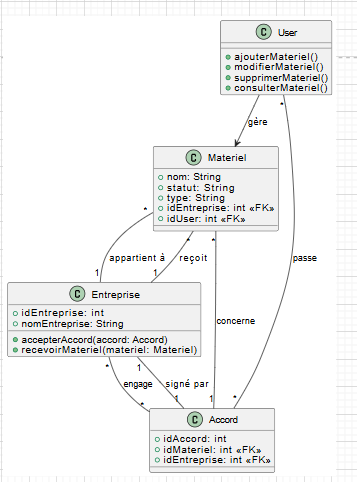 C User
ajouterMateriel()
modifierMateriel()
supprimerMateriel()
consulterMateriel()
*
gére
C Materiel
nom: String
statut: String
type: String
idEntreprise: int «FK»
idUser: int «FK»
* * *
appartient à reçoit passe
1 1
C Entreprise
idEntreprise: int
nomEntreprise: String
accepterAccord(accord: Accord)
recevoirMateriel(materiel: Materiel)
concerne
* 1
engage signé par
* 1 1 *
C Accord
idAccord: int
idMateriel: int «FK»
idEntreprise: int «FK»